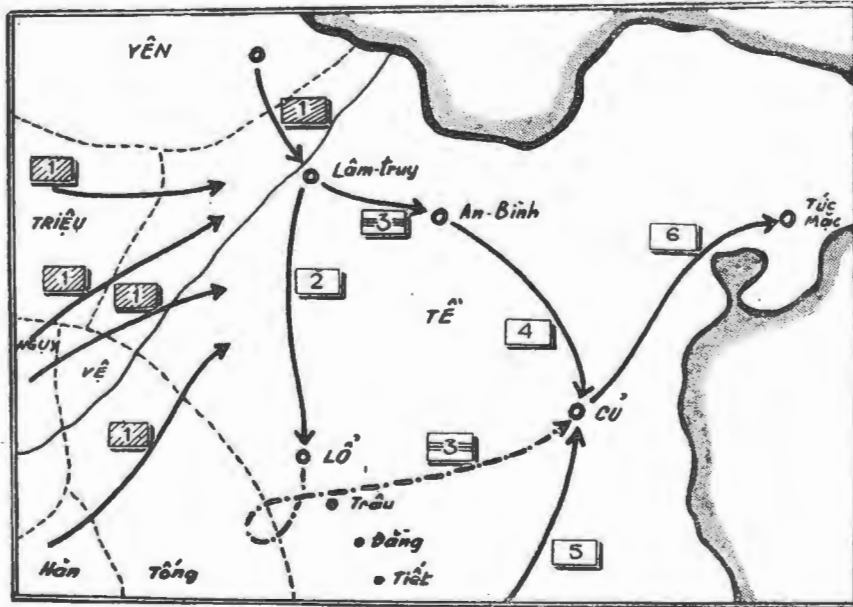 YÊN
1
1
Lâm-truy
TRIỆU
3
An-Bình
TỨC
MẶC
6
1
1
2
TỀ
4
NGỤY
VỆ
CỬ
1
LỔ
3
Trâu
Đằng
5
Hàn
Tống
Tiết